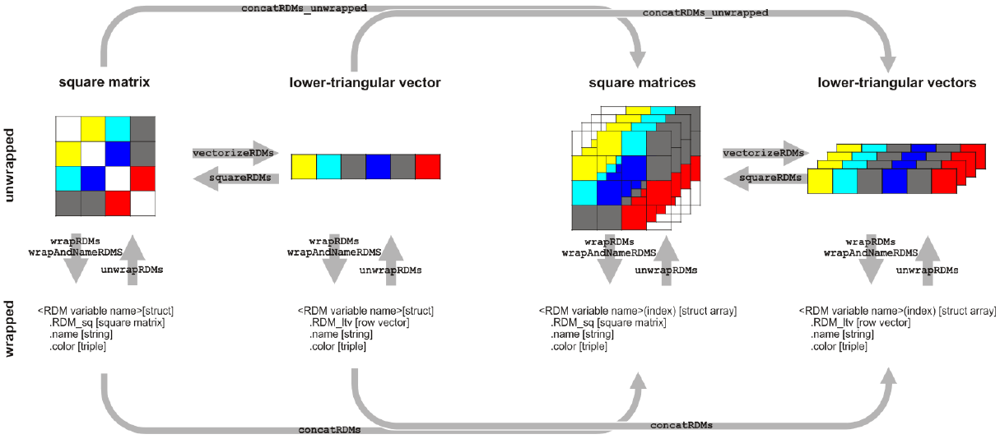 concatRDMs_unwrapped
concatRDMs_unwrapped
square matrix
lower-triangular vector
square matrices
lower-triangular vectors
unwrapped
vectorizeRDMs
squareRDMs
vectorizeRDMs
squareRDMs
wrapRDMs
wrapAndNameRDMS
unwrapRDMs
wrapRDMs
wrapAndNameRDMS
unwrapRDMs
wrapRDMs
wrapAndNameRDMS
unwrapRDMs
wrapRDMs
wrapAndNameRDMS
unwrapRDMs
wrapped
<RDM variable name>[struct]
.RDM_sq [square matrix]
.name [string]
.color [triple]
<RDM variable name>[struct]
.RDM_ltv [row vector]
.name [string]
.color [triple]
<RDM variable name>(index) [struct array]
.RDM_sq [square matrix]
.name [string]
.color [triple]
<RDM variable name>(index) [struct array]
.RDM_ltv [row vector]
.name [string]
.color [triple]
concatRDMs
concatRDMs